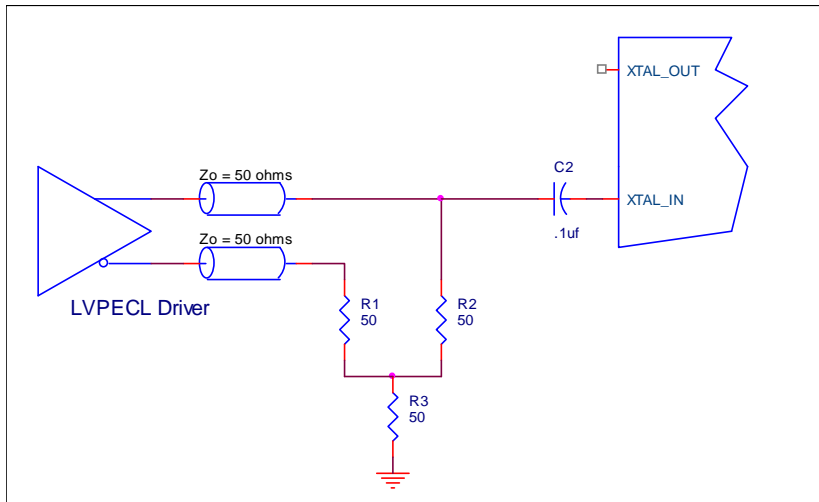 XTAL_OUT
C2
Zo = 50 ohms
XTAL_IN
.1uf
Zo = 50 ohms
LVPECL Driver
R1
50
R2
50
R3
50